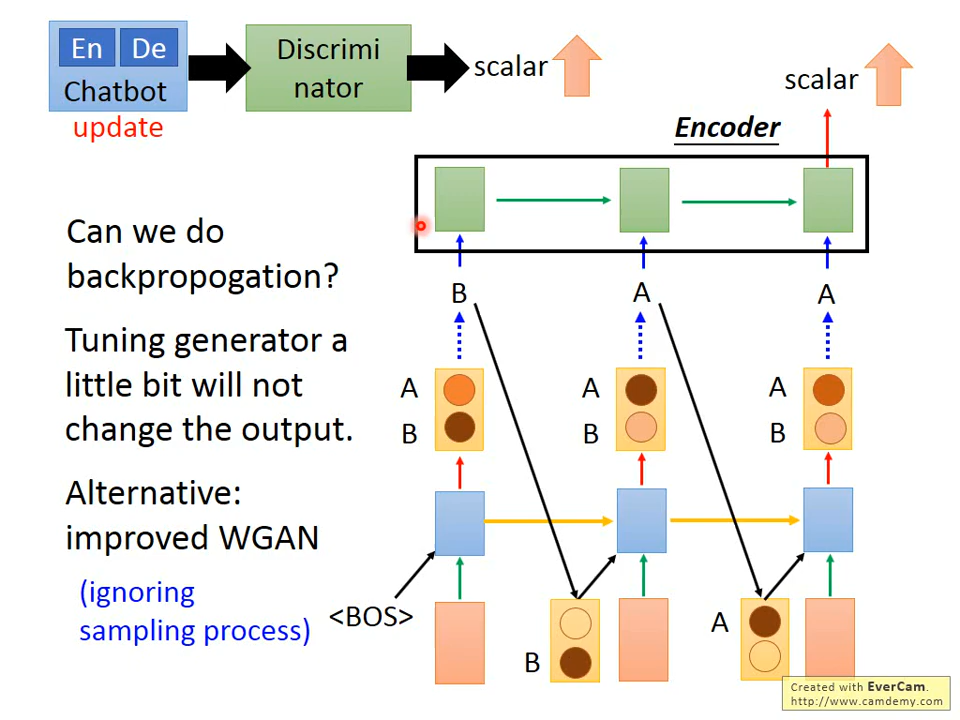 En De
Chatbot
update
Discrimi
nator
scalar
scalar
Encoder
Can we do
backpropogation?
Tuning generator a
little bit will not
change the output.
Alternative:
improved WGAN
(ignoring
sampling process)
B A A
A A A
B B B
<BOS>
A
B
Created with EverCam.
http://www.camdemy.com